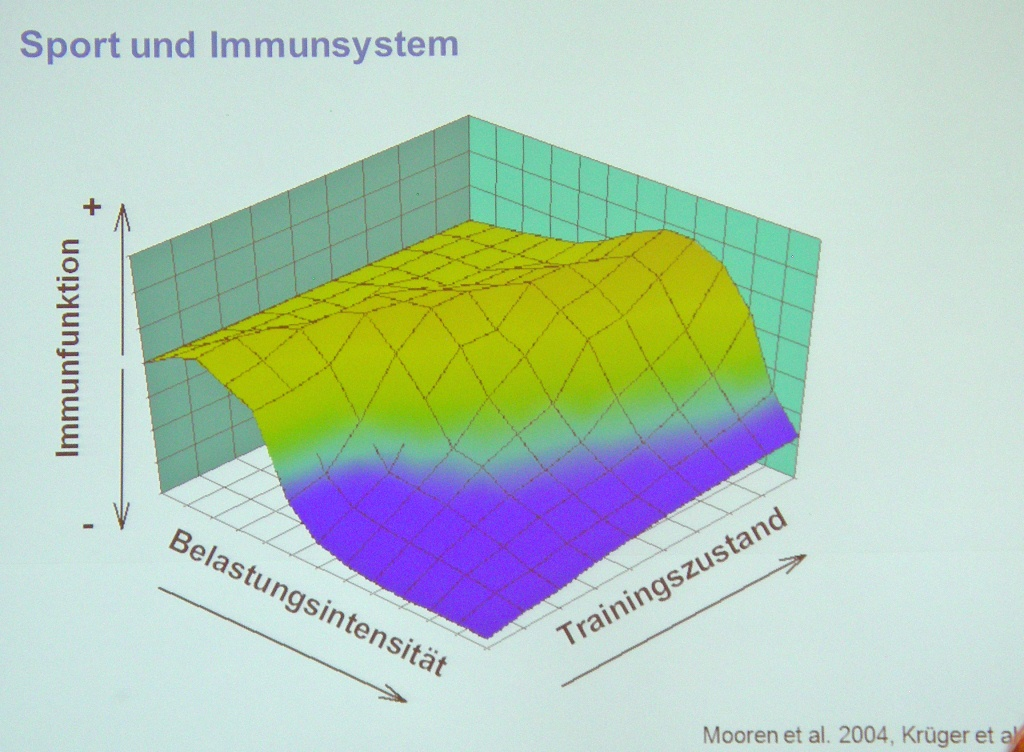 Sport und Immunsystem
+
Immunfunktion
-
Belastungsintensität
Trainingszustand
Mooren et al. 2004, Krüger et al